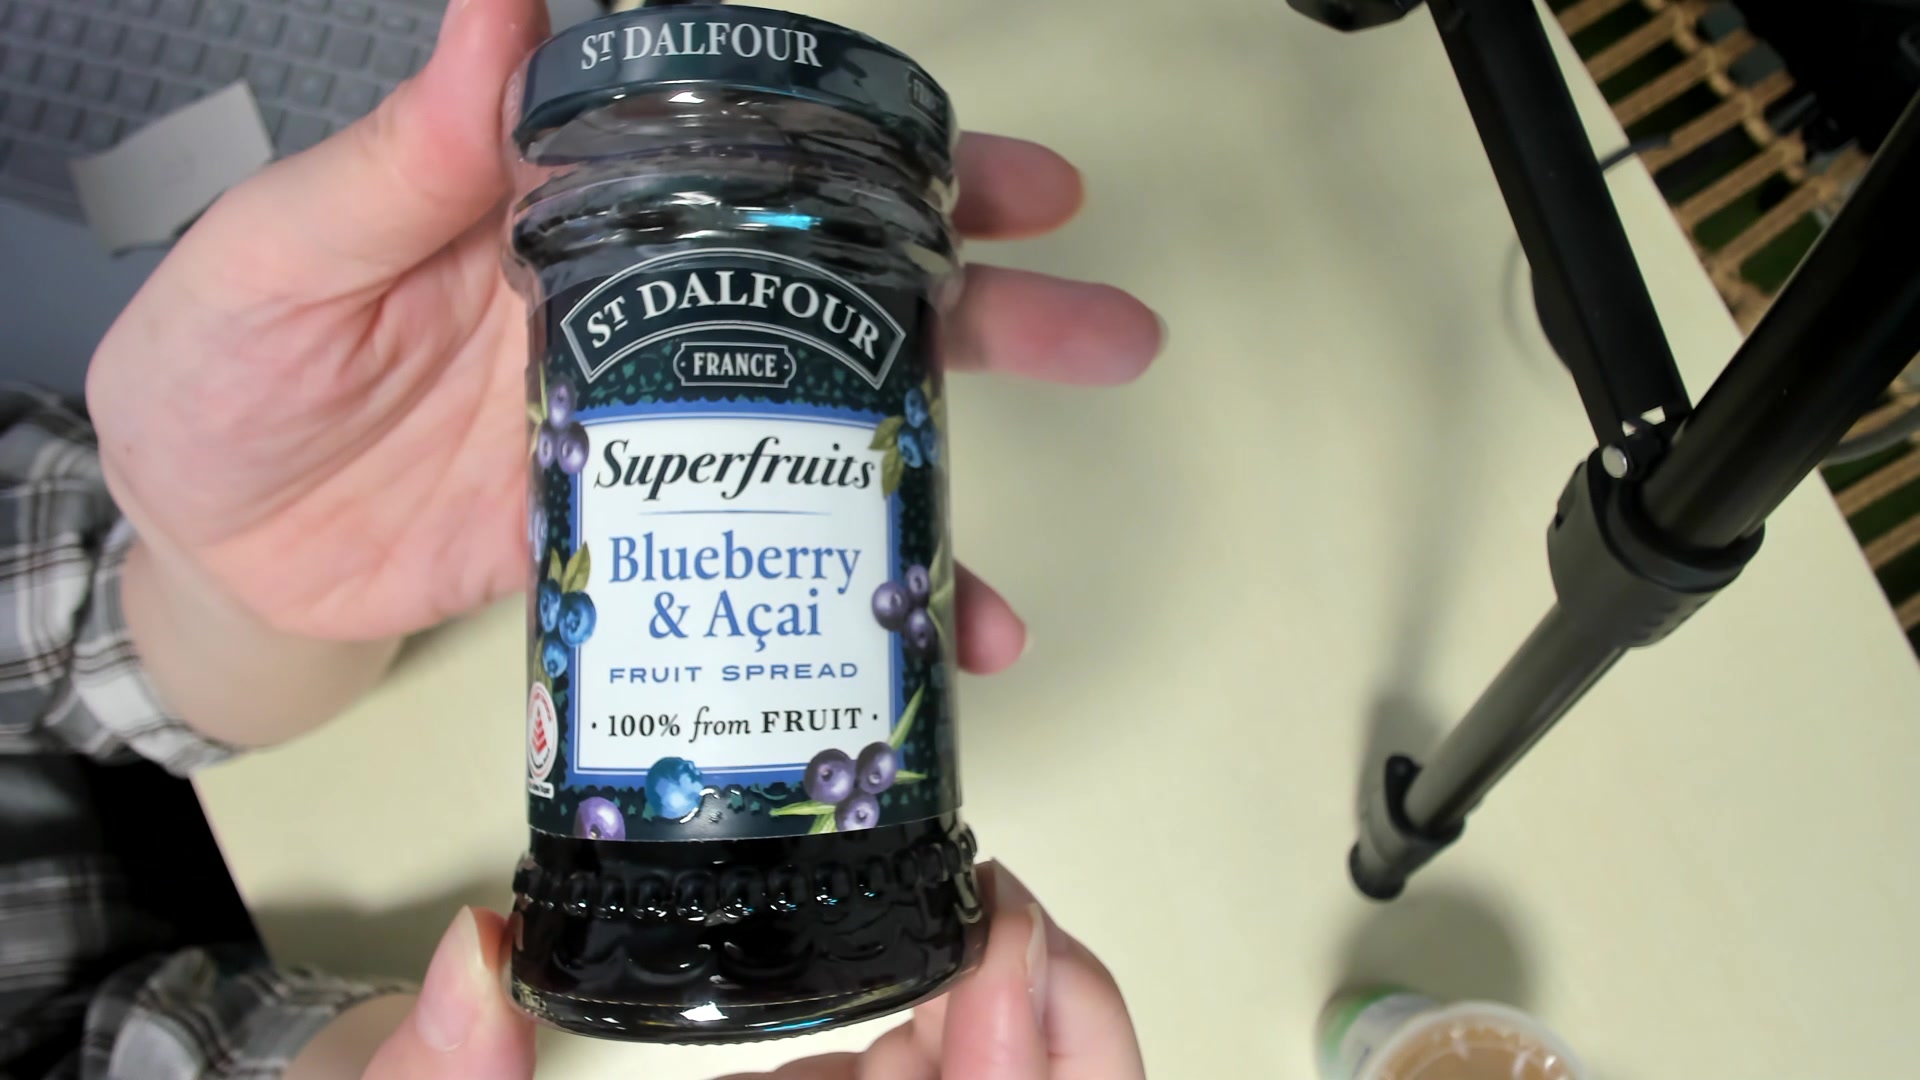 ST DALFOUR
ST DALFOUR
FRANCE
Superfruits
Blueberry
& Açai
FRUIT SPREAD
· 100% from FRUIT ·